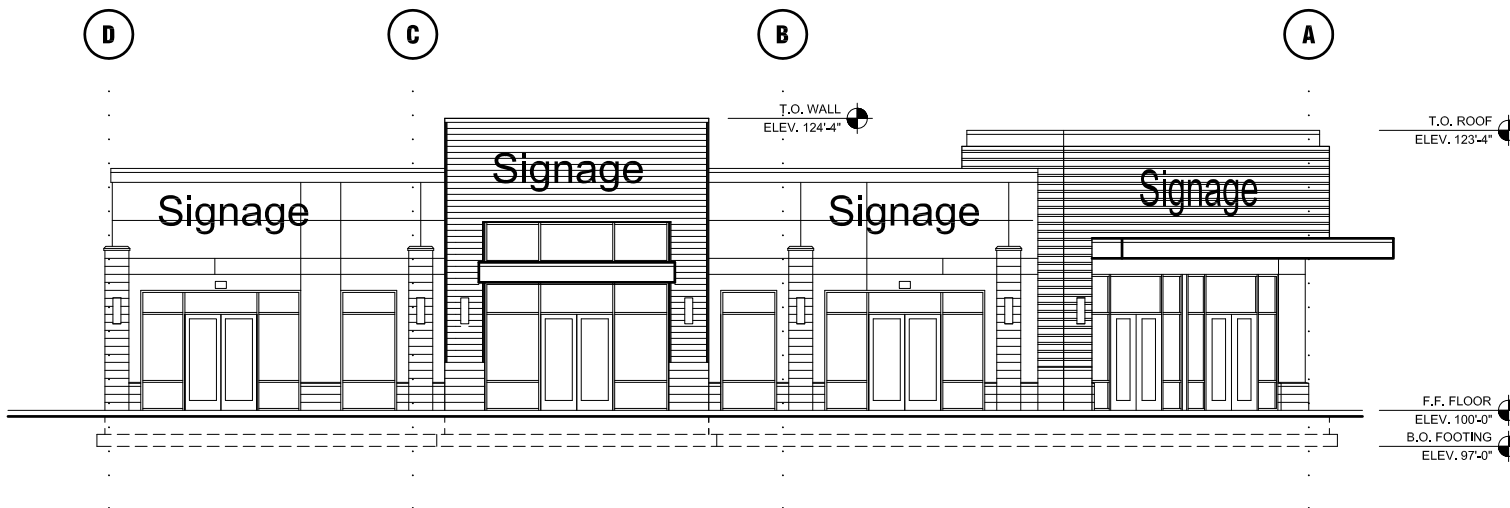 D
C
B
A
T.O. WALL
ELEV. 124'-4"
T.O. ROOF
ELEV. 123'-4"
Signage
Signage
Signage
Signage
F.F. FLOOR
ELEV. 100'-0"
B.O. FOOTING
ELEV. 97'-0"